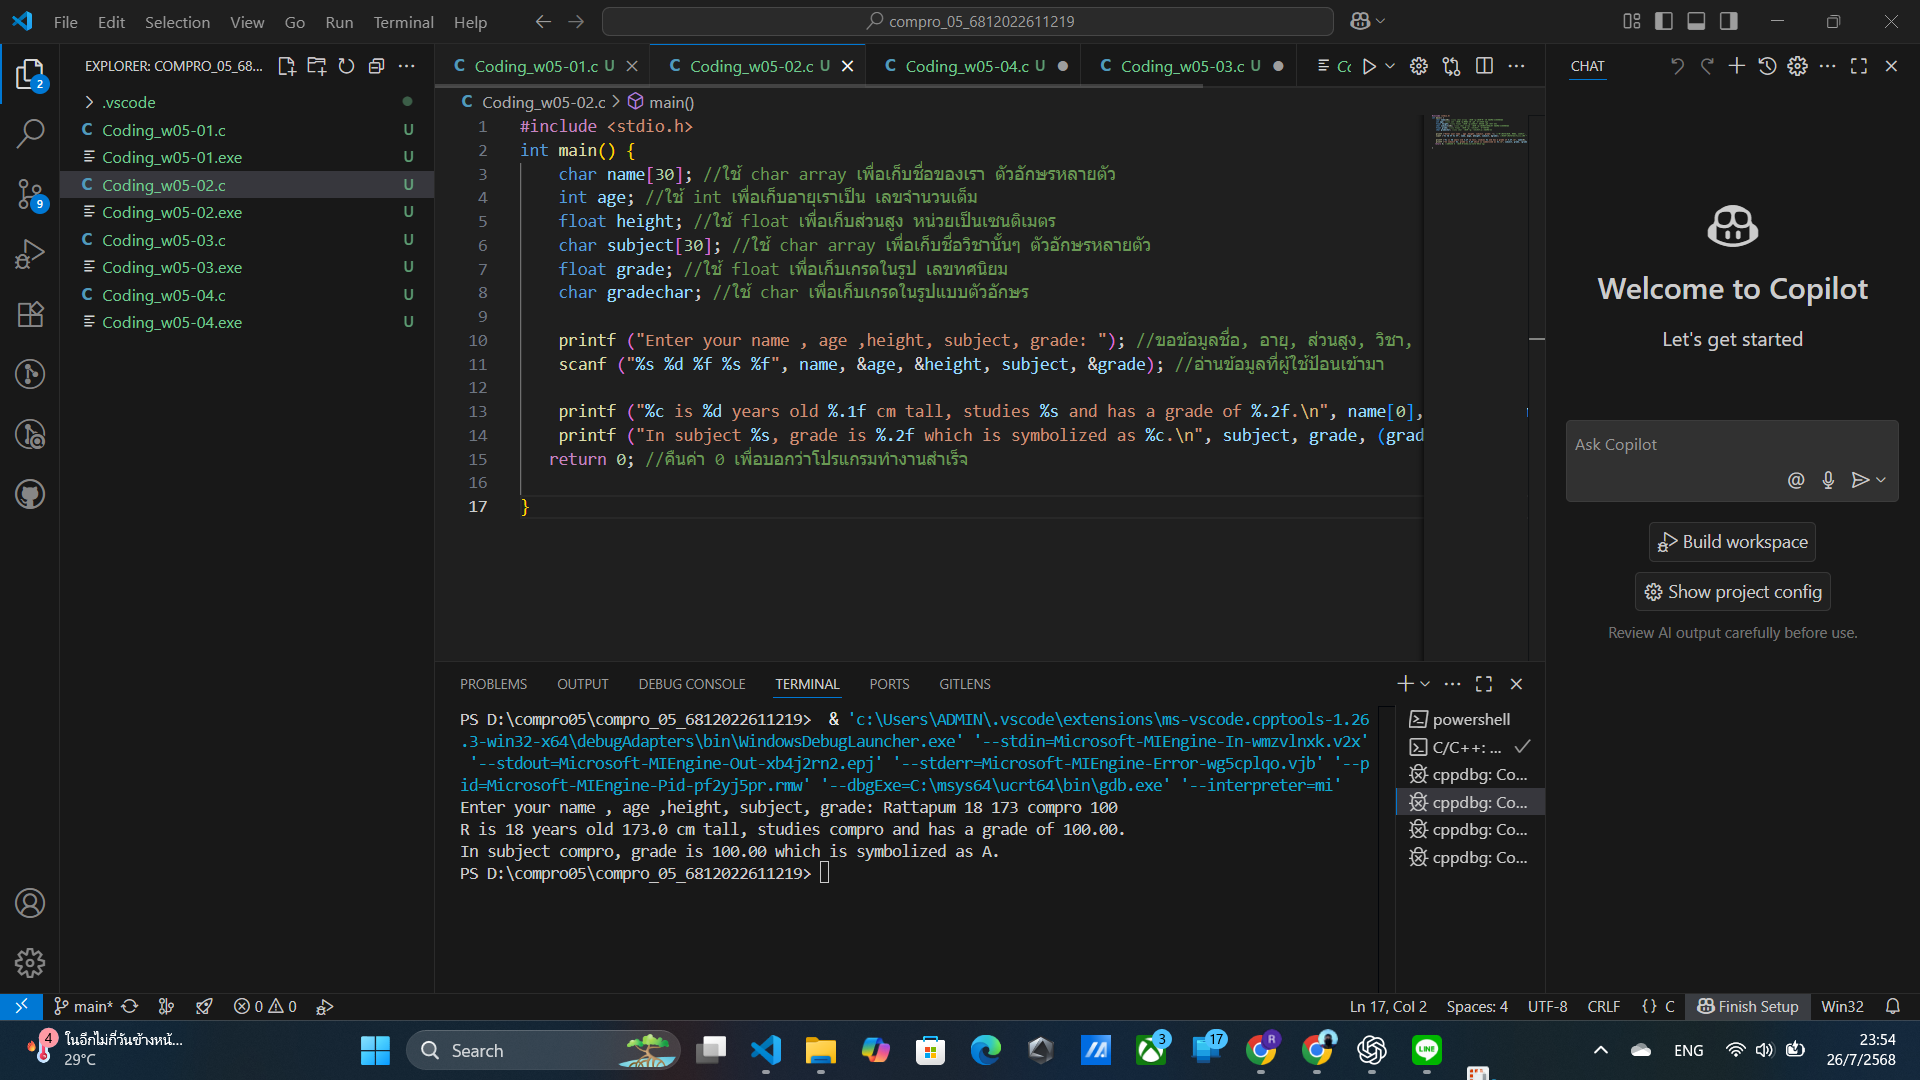 File Edit Selection View Go Run Terminal Help
compro_05_6812022611219
EXPLORER: COMPRO_05_68...
.vscode
Coding_w05-01.c U
Coding_w05-01.exe U
Coding_w05-02.c U
Coding_w05-02.exe U
Coding_w05-03.c U
Coding_w05-03.exe U
Coding_w05-04.c U
Coding_w05-04.exe U
2
9
C Coding_w05-01.c U
C Coding_w05-02.c U
C Coding_w05-04.c U
C Coding_w05-03.c U
C Coding_w05-02.c > main()
1 #include <stdio.h>
2 int main() {
3 char name[30]; //ใช้ char array เพื่อเก็บชื่อของเรา ตัวอักษรหลายตัว
4 int age; //ใช้ int เพื่อเก็บอายุเราเป็น เลขจำนวนเต็ม
5 float height; //ใช้ float เพื่อเก็บส่วนสูง หน่วยเป็นเซนติเมตร
6 char subject[30]; //ใช้ char array เพื่อเก็บชื่อวิชานั้นๆ ตัวอักษรหลายตัว
7 float grade; //ใช้ float เพื่อเก็บเกรดในรูป เลขทศนิยม
8 char gradechar; //ใช้ char เพื่อเก็บเกรดในรูปแบบตัวอักษร
9
10 printf ("Enter your name , age ,height, subject, grade: "); //ขอข้อมูลชื่อ, อายุ, ส่วนสูง, วิชา,
11 scanf ("%s %d %f %s %f", name, &age, &height, subject, &grade); //อ่านข้อมูลที่ผู้ใช้ป้อนเข้ามา
12
13 printf ("%c is %d years old %.1f cm tall, studies %s and has a grade of %.2f.\n", name[0],
14 printf ("In subject %s, grade is %.2f which is symbolized as %c.\n", subject, grade, (grad
15 return 0; //คืนค่า 0 เพื่อบอกว่าโปรแกรมทำงานสำเร็จ
16
17 }
PROBLEMS OUTPUT DEBUG CONSOLE TERMINAL PORTS GITLENS
PS D:\compro05\compro_05_6812022611219> & 'c:\Users\ADMIN\.vscode\extensions\ms-vscode.cpptools-1.26
.3-win32-x64\debugAdapters\bin\WindowsDebugLauncher.exe' '--stdin=Microsoft-MIEngine-In-wmzvlnxk.v2x'
'--stdout=Microsoft-MIEngine-Out-xb4j2rn2.epj' '--stderr=Microsoft-MIEngine-Error-wg5cplqo.vjb' '--p
id=Microsoft-MIEngine-Pid-pf2yj5pr.rmw' '--dbgExe=C:\msys64\ucrt64\bin\gdb.exe' '--interpreter=mi'
Enter your name , age ,height, subject, grade: Rattapum 18 173 compro 100
R is 18 years old 173.0 cm tall, studies compro and has a grade of 100.00.
In subject compro, grade is 100.00 which is symbolized as A.
PS D:\compro05\compro_05_6812022611219>
powershell
C/C++: ...
cppdbg: Co...
cppdbg: Co...
cppdbg: Co...
cppdbg: Co...
CHAT
Welcome to Copilot
Let's get started
Ask Copilot
Build workspace
Show project config
Review AI output carefully before use.
main* 0 0
Ln 17, Col 2 Spaces: 4 UTF-8 CRLF {} C Finish Setup Win32
4
ในอีกไม่กี่วันข้างหน้...
29°C
Search
3
17
ENG
23:54
26/7/2568